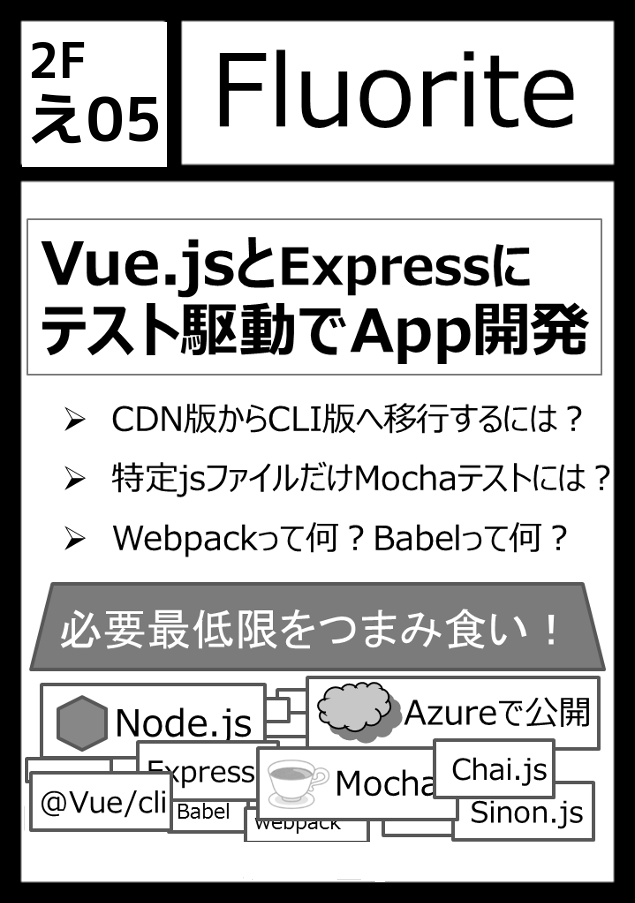 2F
え05
Fluorite
Vue.jsとExpressに
テスト駆動でApp開発
➢ CDN版からCLI版へ移行するには？
➢ 特定jsファイルだけMochaテストには？
➢ Webpackって何？Babelって何？
必要最低限をつまみ食い！
Node.js
Azureで公開
Express
Mocha
Chai.js
@Vue/cli
Babel
Webpack
Sinon.js